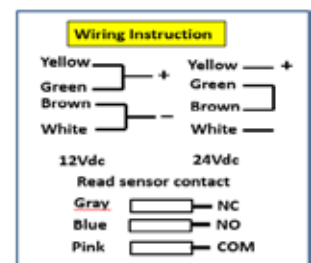 Wiring Instruction
Yellow
Green
+
Brown
White
−
Yellow +
Green
Brown
White −
12Vdc 24Vdc
Read sensor contact
Gray NC
Blue NO
Pink COM